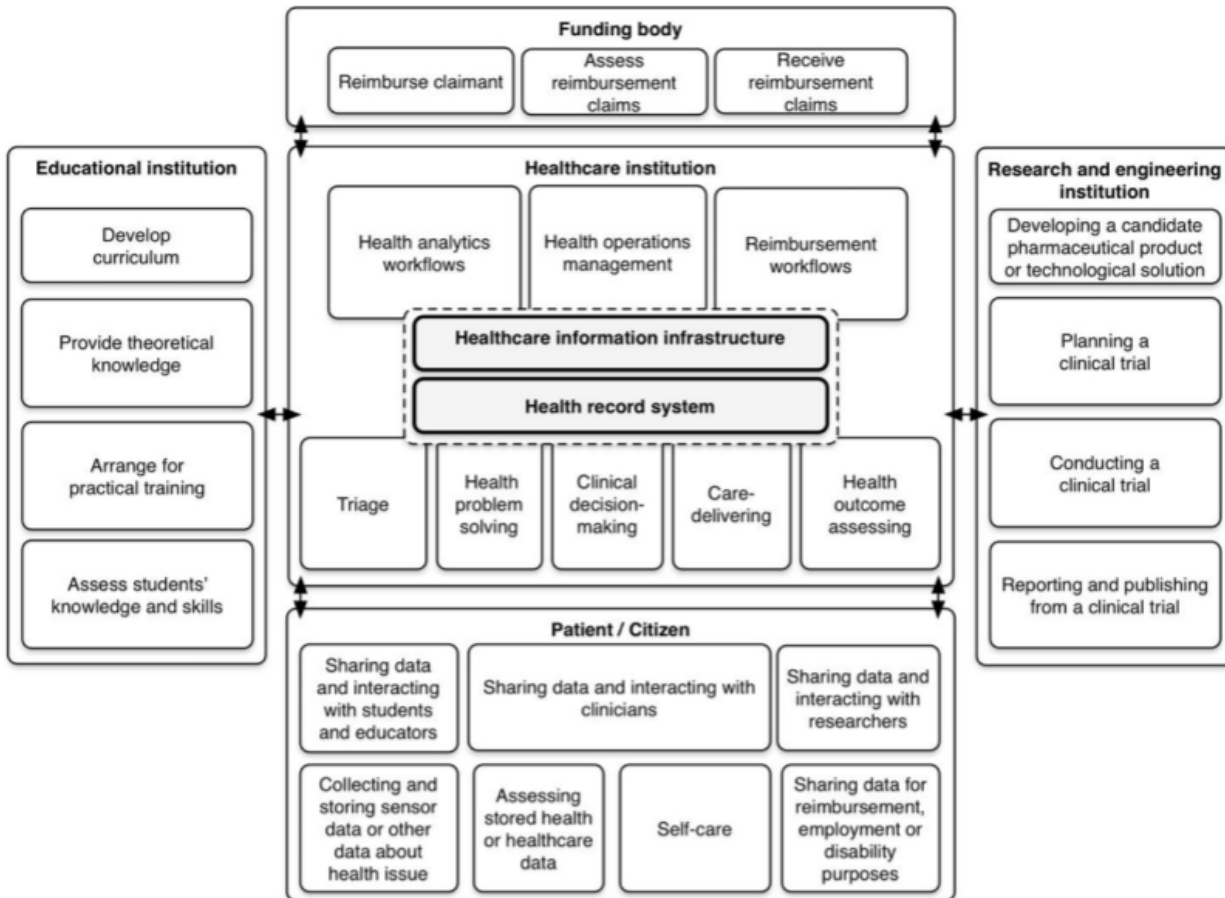 Funding body
Reimburse claimant
Assess
reimbursement
claims
Receive
reimbursement
claims
Educational institution
Develop
curriculum
Provide theoretical
knowledge
Arrange for
practical training
Assess students’
knowledge and skills
Healthcare institution
Health analytics
workflows
Health operations
management
Reimbursement
workflows
Healthcare information infrastructure
Health record system
Triage
Health
problem
solving
Clinical
decision-
making
Care-
delivering
Health
outcome
assessing
Research and engineering
institution
Developing a candidate
pharmaceutical product
or technological solution
Planning a
clinical trial
Conducting a
clinical trial
Reporting and publishing
from a clinical trial
Patient / Citizen
Sharing data
and interacting
with students
and educators
Sharing data and interacting with
clinicians
Sharing data and
interacting with
researchers
Collecting and
storing sensor
data or other
data about
health issue
Assessing
stored health
or healthcare
data
Self-care
Sharing data for
reimbursement,
employment or
disability
purposes